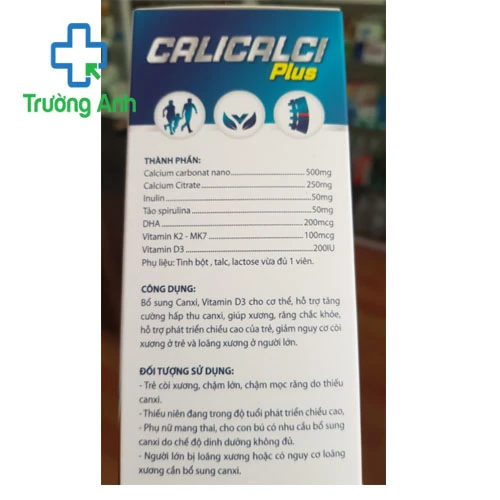 CALICALCI
Plus
Trường Anh
THÀNH PHẦN:
Calcium carbonat nano 500mg
Calcium Citrate 250mg
Inulin 50mg
Tảo spirulina 50mg
DHA 200mcg
Vitamin K2 - MK7 100mcg
Vitamin D3 200IU
Phụ liệu: Tinh bột , talc, lactose vừa đủ 1 viên.
CÔNG DỤNG:
Bổ sung Canxi, Vitamin D3 cho cơ thể, hỗ trợ tăng
cường hấp thu canxi, giúp xương, răng chắc khỏe,
hỗ trợ phát triển chiều cao của trẻ, giảm nguy cơ còi
xương ở trẻ và loãng xương ở người lớn.
ĐỐI TƯỢNG SỬ DỤNG:
- Trẻ còi xương, chậm lớn, chậm mọc răng do thiếu
canxi.
- Thiếu niên đang trong độ tuổi phát triển chiều cao,
- Phụ nữ mang thai, cho con bú có nhu cầu bổ sung
canxi do chế độ dinh dưỡng không đủ.
- Người lớn bị loãng xương hoặc có nguy cơ loãng
xương cần bổ sung canxi.